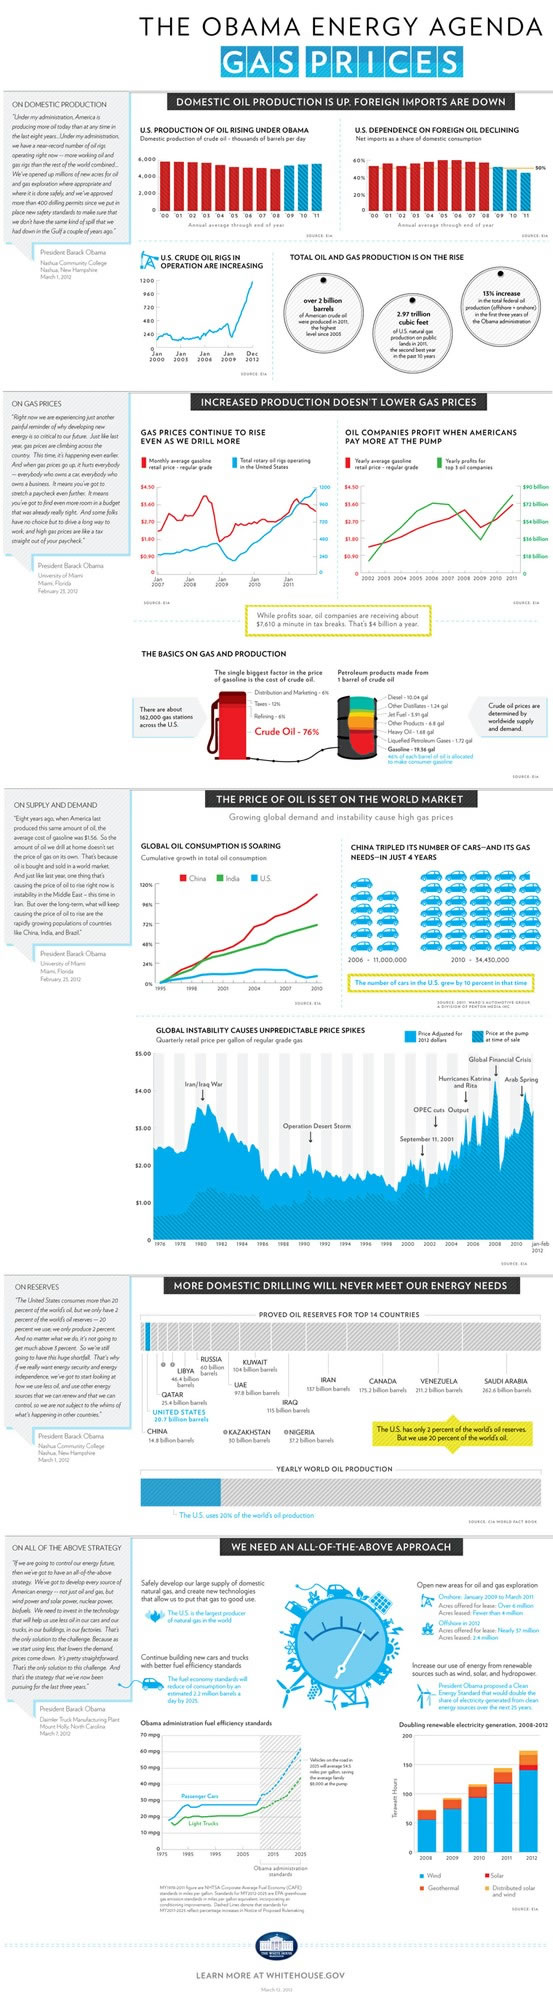 THE OBAMA ENERGY AGENDA
GAS PRICES
ON DOMESTIC PRODUCTION
"Under my administration, America is
producing more oil today than at any time in
the last eight years...Under my administration,
we have a near-record number of oil rigs
operating right now – more working oil and
gas rigs than the rest of the world combined...
We've opened up millions of new acres for oil
and gas exploration where appropriate and
where it is done safely, and we've approved
more than 400 drilling permits since we put in
place new safety standards to make sure that
we don't have the same kind of spill that we
had down in the Gulf a couple of years ago."
President Barack Obama
Nashua Community College
Nashua, New Hampshire
March 1, 2012
DOMESTIC OIL PRODUCTION IS UP. FOREIGN IMPORTS ARE DOWN
U.S. PRODUCTION OF OIL RISING UNDER OBAMA
Domestic production of crude oil - thousands of barrels per day
6,000
4,000
2,000
0
'00 01 02 03 04 05 06 07 08 '09 '10 '11
Annual average through end of year
SOURCE: EIA
U.S. DEPENDENCE ON FOREIGN OIL DECLINING
Net imports as a share of domestic consumption
60%
40%
20%
0
50%
'00 01 02 03 04 05 06 07 08 '09 '10 '11
Annual average through end of year
SOURCE: EIA
U.S. CRUDE OIL RIGS IN
OPERATION ARE INCREASING
1200
960
720
480
240
0
Jan 2000
Jan 2003
Jan 2006
Jan 2009
Dec 2012
SOURCE: EIA
TOTAL OIL AND GAS PRODUCTION IS ON THE RISE
over 2 billion
barrels
of American crude oil
were produced in 2011,
the highest
level since 2003
2.97 trillion
cubic feet
of U.S. natural gas
production on public
lands in 2011,
the second best year
in the past 10 years
13% increase
in the total federal oil
production (offshore + onshore)
in the first three years of
the Obama administration
ON GAS PRICES
"Right now we are experiencing just another
painful reminder of why developing new
energy is so critical to our future. Just like last
year, gas prices are climbing across the
country. This time, it's happening even earlier.
And when gas prices go up, it hurts everybody
– everybody who owns a car, everybody who
owns a business. It means you've got to
stretch a paycheck even further. It means
you've got to find even more room in a budget
that was already really tight. And some folks
have no choice but to drive a long way to
work, and high gas prices are like a tax
straight out of your paycheck."
President Barack Obama
University of Miami
Miami, Florida
February 23, 2012
INCREASED PRODUCTION DOESN'T LOWER GAS PRICES
GAS PRICES CONTINUE TO RISE
EVEN AS WE DRILL MORE
Monthly average gasoline
retail price - regular grade
Total rotary oil rigs operating
in the United States
$4.50
$3.60
$2.70
$1.80
$0.90
0
1200
960
720
480
240
0
Jan 2007
Jan 2008
Jan 2009
Jan 2010
Jan 2011
SOURCE: EIA
OIL COMPANIES PROFIT WHEN AMERICANS
PAY MORE AT THE PUMP
Yearly average gasoline
retail price - regular grade
Yearly profits for
top 5 oil companies
$4.50
$3.60
$2.70
$1.80
$0.90
0
$90 billion
$72 billion
$54 billion
$36 billion
$18 billion
2002 2003 2004 2005 2006 2007 2008 2009 2010 2011
SOURCE: EIA
While profits soar, oil companies are receiving about
$7,610 a minute in tax breaks. That's $4 billion a year.
THE BASICS ON GAS AND PRODUCTION
The single biggest factor in the price
of gasoline is the cost of crude oil.
There are about
162,000 gas stations
across the U.S.
Distribution and Marketing - 6%
Taxes - 12%
Refining - 6%
Crude Oil - 76%
Petroleum products made from
1 barrel of crude oil
Diesel - 10.04 gal
Other Distillates - 1.24 gal
Jet Fuel - 3.91 gal
Other Products - 6.8 gal
Heavy Oil - 1.68 gal
Liquefied Petroleum Gases - 1.72 gal
Gasoline - 19.36 gal
46% of each barrel of oil is allocated
to make consumer gasoline
Crude oil prices are
determined by
worldwide supply
and demand.
SOURCE: EIA
ON SUPPLY AND DEMAND
"Eight years ago, when America last
produced this same amount of oil, the
average cost of gasoline was $1.56. So the
amount of oil we drill at home doesn't set
the price of gas on its own. That's because
oil is bought and sold in a world market.
And just like last year, one thing that's
causing the price of oil to rise right now is
instability in the Middle East – this time in
Iran. But over the long-term, what will keep
causing the price of oil to rise are the
rapidly growing populations of countries
like China, India, and Brazil."
President Barack Obama
University of Miami
Miami, Florida
February 23, 2012
THE PRICE OF OIL IS SET ON THE WORLD MARKET
Growing global demand and instability cause high gas prices
GLOBAL OIL CONSUMPTION IS SOARING
Cumulative growth in total oil consumption
China
India
U.S.
120%
96%
72%
48%
24%
0%
1995 1998 2001 2004 2007 2010
SOURCE: EIA
CHINA TRIPLED ITS NUMBER OF CARS—AND ITS GAS
NEEDS—IN JUST 4 YEARS
2006 - 11,000,000
2010 - 34,430,000
The number of cars in the U.S. grew by 10 percent in that time
SOURCE: 2011 WARD'S AUTOMOTIVE GROUP
A DIVISION OF PENTON MEDIA INC.
GLOBAL INSTABILITY CAUSES UNPREDICTABLE PRICE SPIKES
Quarterly retail price per gallon of regular grade gas
Price Adjusted for
2012 dollars
Price at the pump
at time of sale
$5.00
$4.00
$3.00
$2.00
$1.00
0
Iran/Iraq War
Operation Desert Storm
September 11, 2001
OPEC cuts Output
Hurricanes Katrina
and Rita
Global Financial Crisis
Arab Spring
1976 1978 1980 1982 1984 1986 1988 1990 1992 1994 1996 1998 2000 2002 2004 2006 2008 2010 jan-feb 2012
SOURCE: EIA
ON RESERVES
"The United States consumes more than 20
percent of the world's oil, but we only have 2
percent of the world's oil reserves — 20
percent we use; we only produce 2 percent.
And no matter what we do, it's not going to
get much above 3 percent. So we're still
going to have this huge shortfall. That's why
if we really want energy security and energy
independence, we've got to start looking at
how we use less oil, and use other energy
sources that we can renew and that we can
control, so we are not subject to the whims of
what's happening in other countries."
President Barack Obama
Nashua Community College
Nashua, New Hampshire
March 1, 2012
MORE DOMESTIC DRILLING WILL NEVER MEET OUR ENERGY NEEDS
PROVED OIL RESERVES FOR TOP 14 COUNTRIES
CHINA
14.8 billion barrels
UNITED STATES
20.7 billion barrels
QATAR
25.4 billion barrels
KAZAKHSTAN
30 billion barrels
NIGERIA
37.2 billion barrels
LIBYA
46.4 billion
barrels
RUSSIA
60 billion
barrels
UAE
97.8 billion barrels
KUWAIT
104 billion barrels
IRAQ
115 billion barrels
IRAN
137 billion barrels
CANADA
175.2 billion barrels
VENEZUELA
211.2 billion barrels
SAUDI ARABIA
262.6 billion barrels
The U.S. has only 2 percent of the world's oil reserves.
But we use 20 percent of the world's oil.
YEARLY WORLD OIL PRODUCTION
The U.S. uses 20% of the world's oil production
SOURCE: CIA WORLD FACT BOOK
ON ALL OF THE ABOVE STRATEGY
"If we are going to control our energy future,
then we've got to have an all-of-the-above
strategy. We've got to develop every source of
American energy — not just oil and gas, but
wind power and solar power, nuclear power,
biofuels. We need to invest in the technology
that will help us use less oil in our cars and our
trucks, in our buildings, in our factories. That's
the only solution to the challenge. Because as
we start using less, that lowers the demand,
prices come down. It's pretty straightforward.
That's the only solution to this challenge. And
that's the strategy that we've now been
pursuing for the last three years."
President Barack Obama
Daimler Truck Manufacturing Plant
Mount Holly, North Carolina
March 7, 2012
WE NEED AN ALL-OF-THE-ABOVE APPROACH
Safely develop our large supply of domestic
natural gas, and create new technologies
that allow us to put that gas to good use.
The U.S. is the largest producer
of natural gas in the world
Continue building new cars and trucks
with better fuel efficiency standards
The fuel economy standards will
reduce oil consumption by an
estimated 2.2 million barrels a
day by 2025.
Open new areas for oil and gas exploration
Onshore: January 2009 to March 2011
Acres offered for lease: Over 6 million
Acres leased: Fewer than 4 million
Offshore in 2012
Acres offered for lease: Nearly 37 million
Acres leased: 2.4 million
Increase our use of energy from renewable
sources such as wind, solar, and hydropower.
President Obama proposed a Clean
Energy Standard that would double the
share of electricity generated from clean
energy sources over the next 25 years.
Obama administration fuel efficiency standards
70 mpg
60 mpg
50 mpg
40 mpg
30 mpg
20 mpg
10 mpg
Passenger Cars
Light Trucks
1975 1985 1995 2005 2015 2025
Obama administration
standards
Vehicles on the road in
2025 will average 54.5
miles per gallon, saving
the average family
$8,000 at the pump
Doubling renewable electricity generation, 2008-2012
Terawatt Hours
200
150
100
50
0
2008 2009 2010 2011 2012
Wind
Solar
Geothermal
Distributed solar
and wind
SOURCE: EIA
THE WHITE HOUSE
LEARN MORE AT WHITEHOUSE.GOV
March 12, 2012